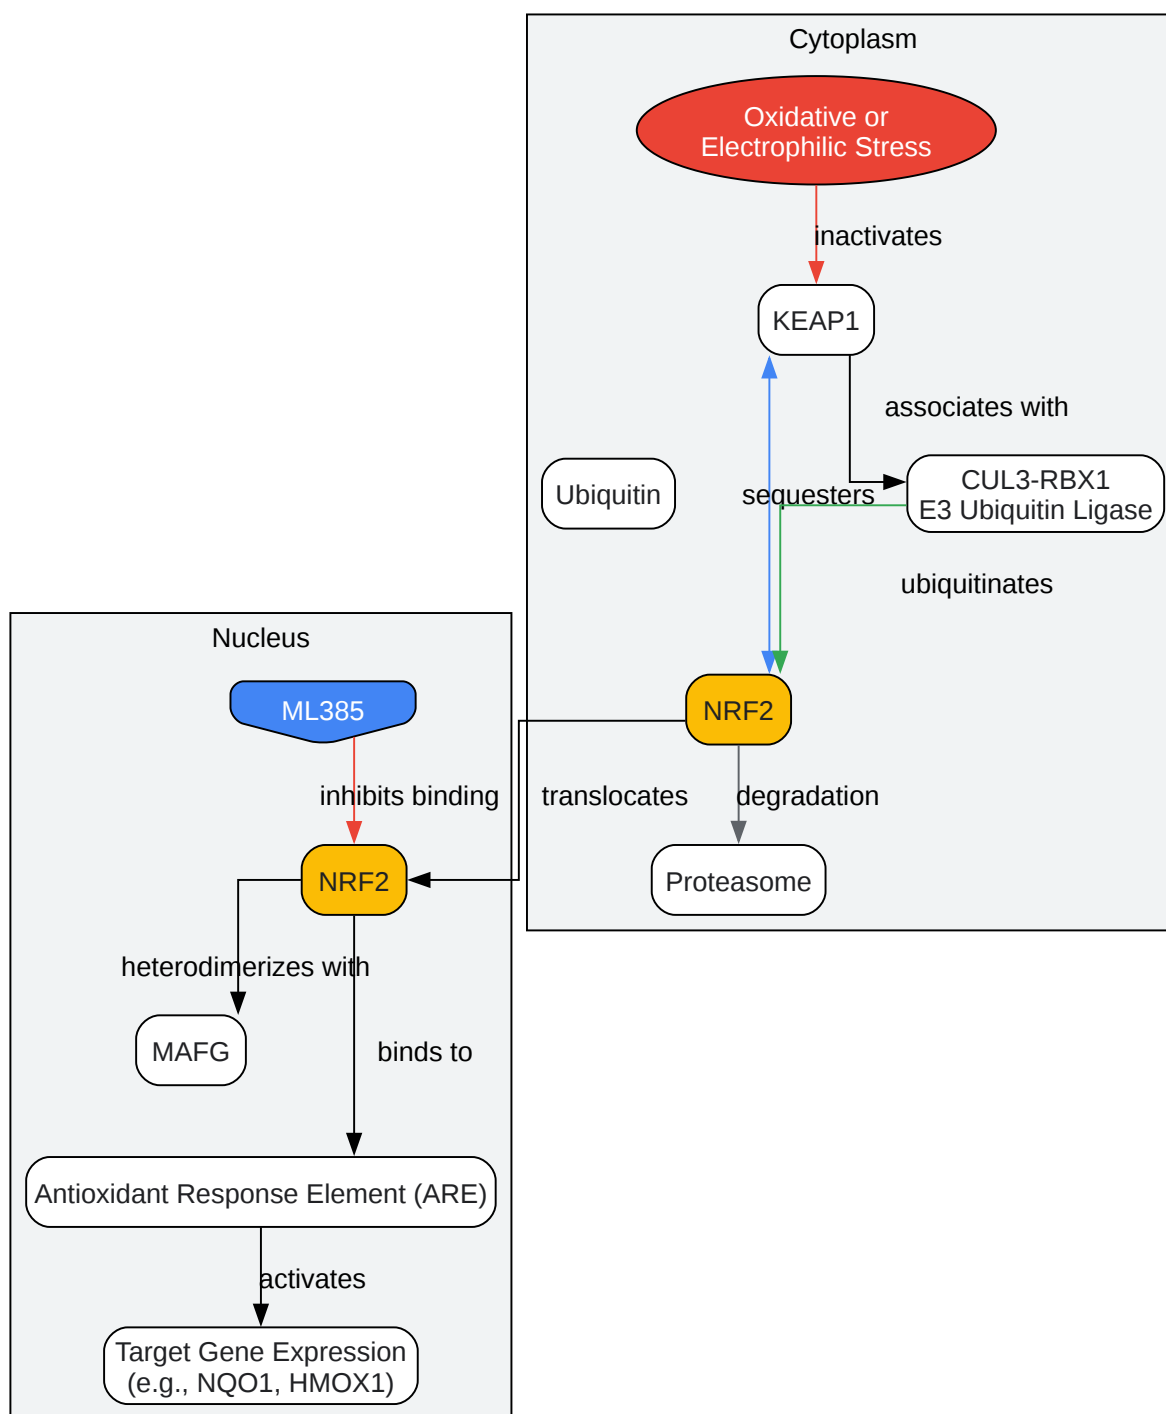 Cytoplasm
Oxidative or
Electrophilic Stress
inactivates
KEAP1
associates with
Ubiquitin
sequesters
CUL3-RBX1
E3 Ubiquitin Ligase
ubiquitinates
NRF2
translocates
degradation
Proteasome
Nucleus
ML385
inhibits binding
NRF2
heterodimerizes with
MAFG
binds to
Antioxidant Response Element (ARE)
activates
Target Gene Expression
(e.g., NQO1, HMOX1)